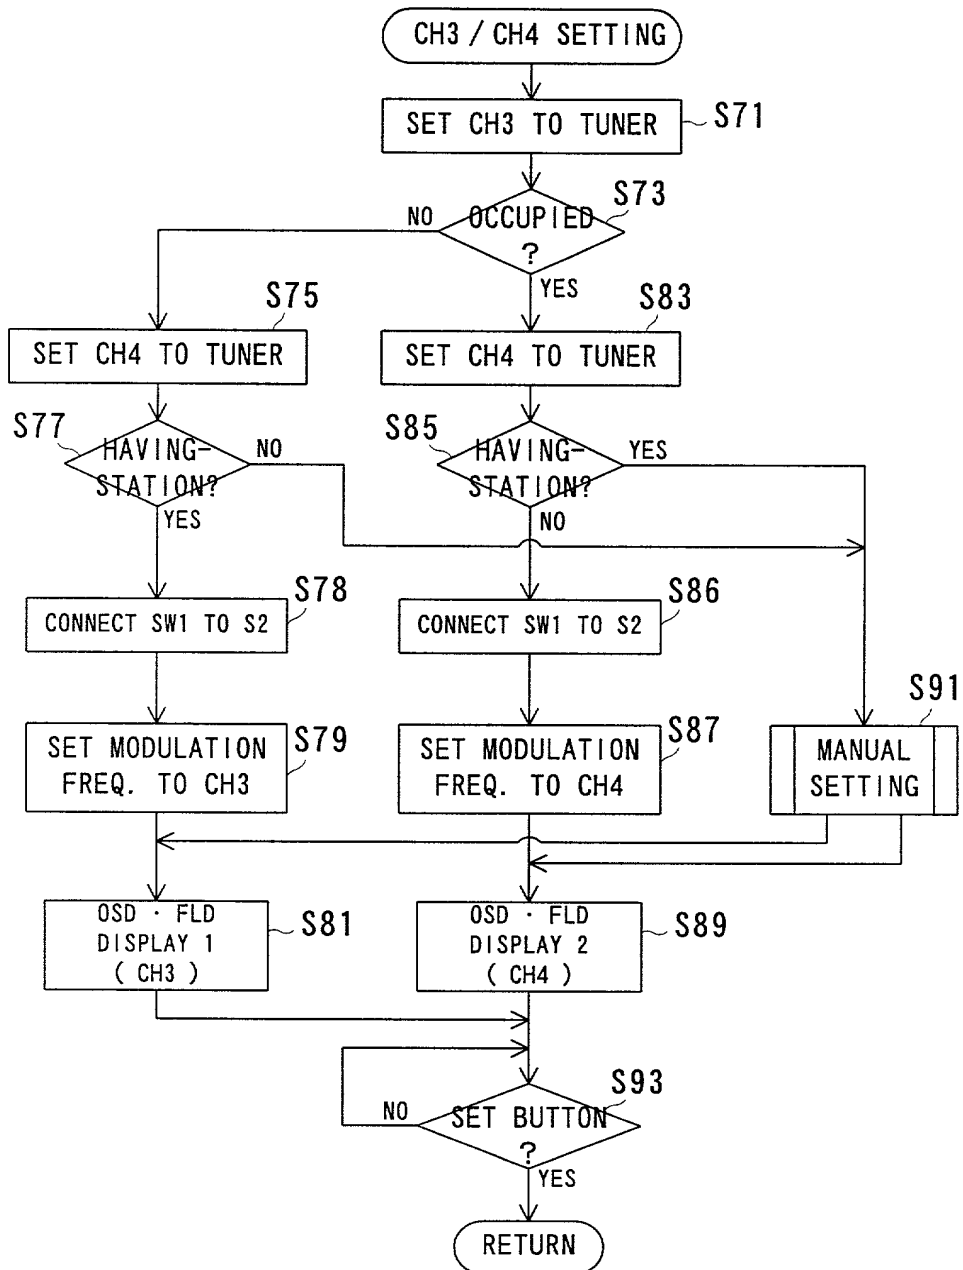 CH3 / CH4 SETTING
SET CH3 TO TUNER
S71
OCCUPIED
?
S73
NO
YES
S75
SET CH4 TO TUNER
S83
SET CH4 TO TUNER
S77
HAVING-
STATION?
NO
YES
S85
HAVING-
STATION?
YES
NO
S78
CONNECT SW1 TO S2
S86
CONNECT SW1 TO S2
S79
SET MODULATION
FREQ. TO CH3
S87
SET MODULATION
FREQ. TO CH4
S91
MANUAL
SETTING
OSD · FLD
DISPLAY 1
( CH3 )
S81
OSD · FLD
DISPLAY 2
( CH4 )
S89
S93
SET BUTTON
?
NO
YES
RETURN